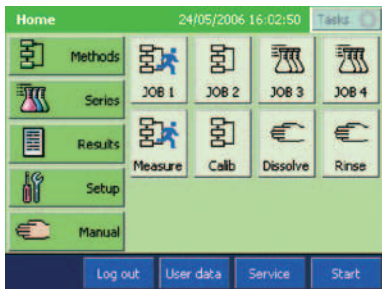 Home 24/05/2006 16:02:50 Tasks
Methods
JOB 1 JOB 2 JOB 3 JOB 4
Series
Results
Measure Calib Dissolve Rinse
Setup
Manual
Log out User data Service Start